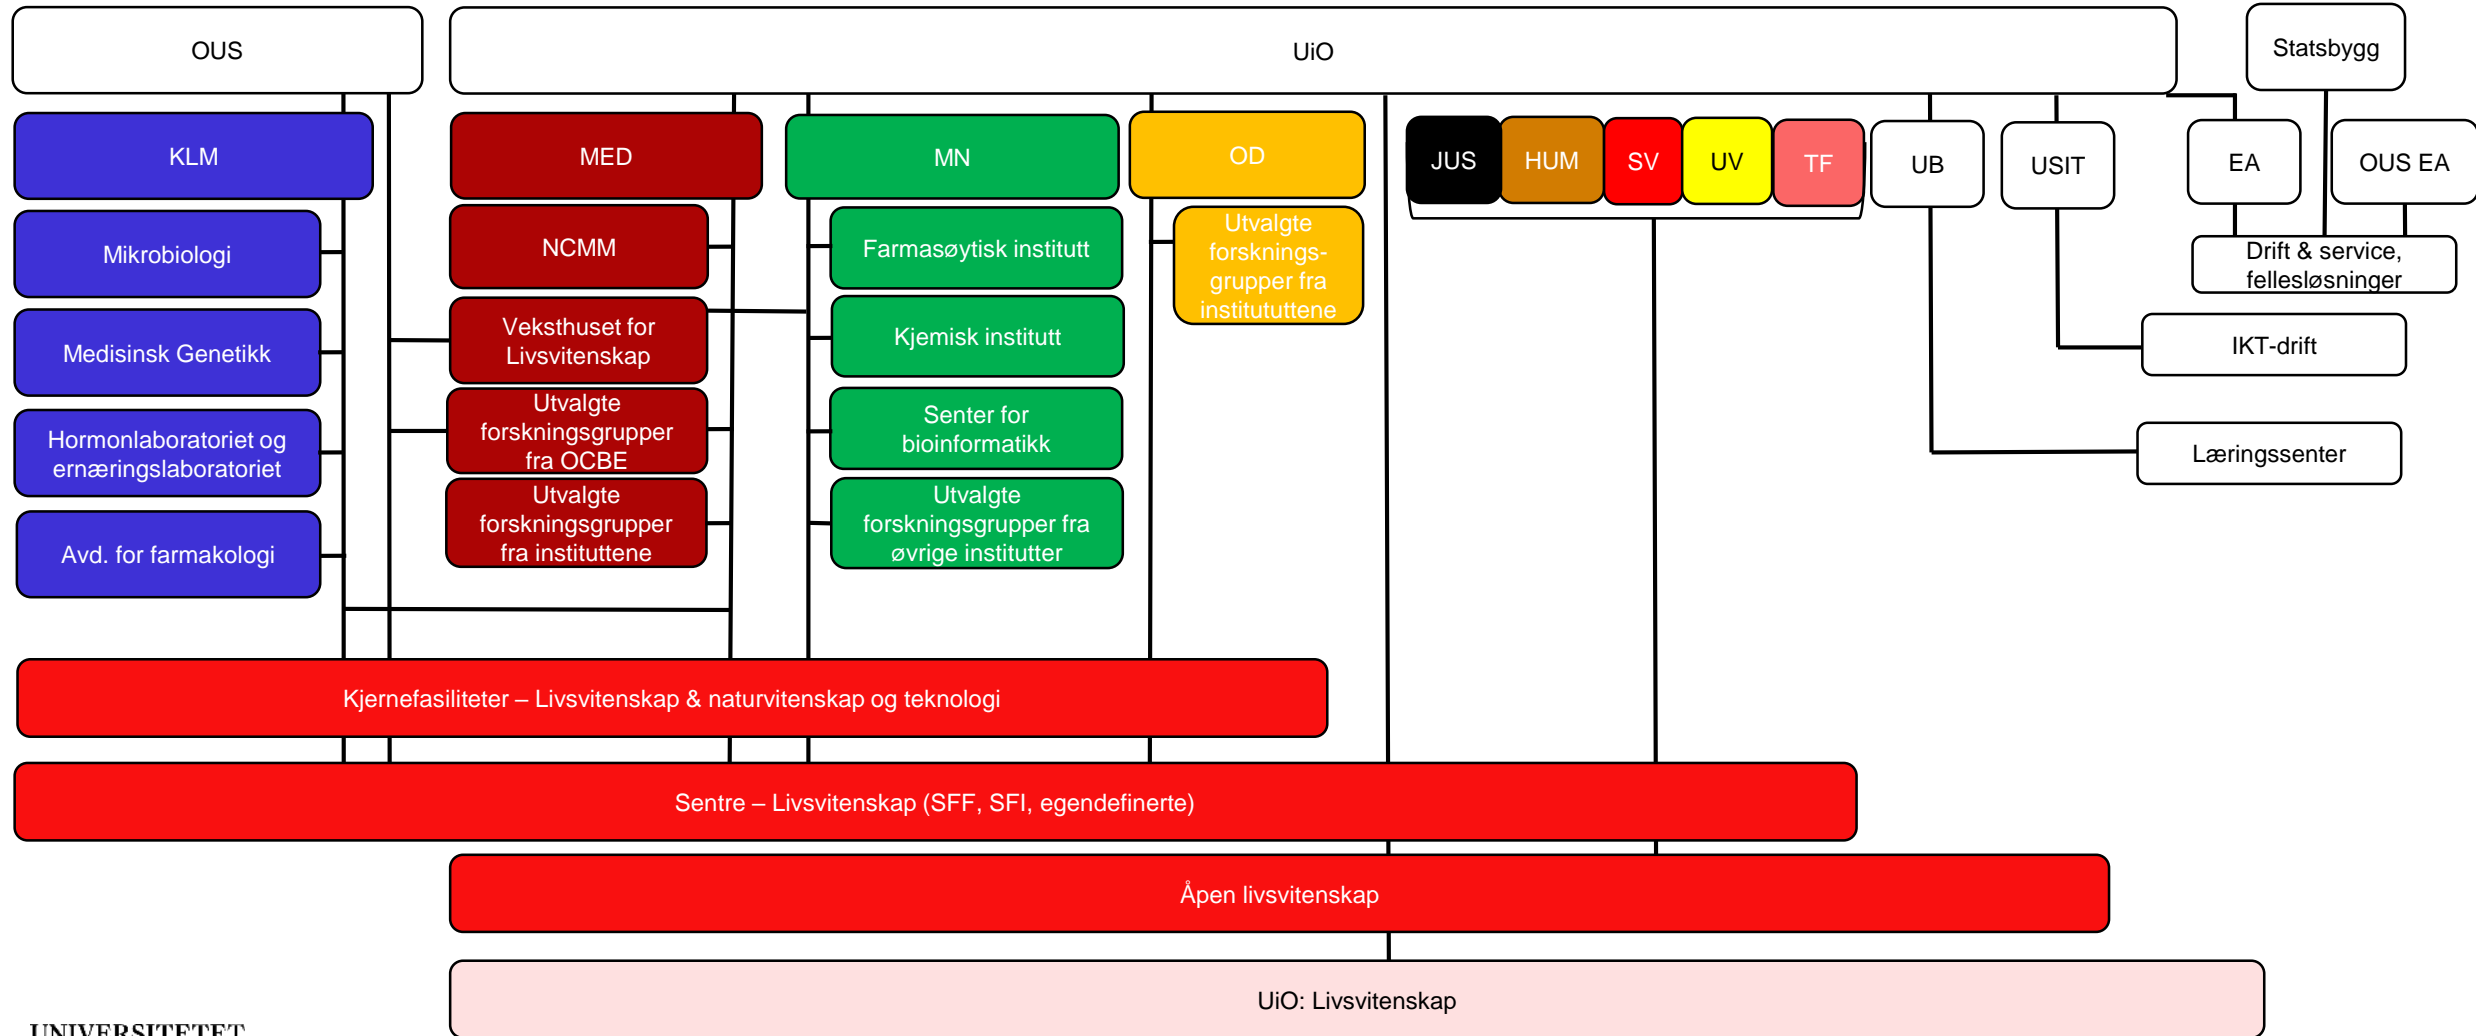 OUS
UiO
Statsbygg
KLM
MED
MN
OD
JUS
HUM
SV
UV
TF
UB
USIT
EA
OUS EA
Mikrobiologi
Medisinsk Genetikk
Hormonlaboratoriet og
ernæringslaboratoriet
Avd. for farmakologi
NCMM
Veksthuset for
Livsvitenskap
Utvalgte
forskningsgrupper
fra OCBE
Utvalgte
forskningsgrupper
fra instituttene
Farmasøytisk institutt
Kjemisk institutt
Senter for
bioinformatikk
Utvalgte
forskningsgrupper fra
øvrige institutter
Utvalgte
forsknings-
grupper fra
institututtene
Drift & service,
fellesløsninger
IKT-drift
Læringssenter
Kjernefasiliteter – Livsvitenskap & naturvitenskap og teknologi
Sentre – Livsvitenskap (SFF, SFI, egendefinerte)
Åpen livsvitenskap
UiO: Livsvitenskap
UNIVERSITETET